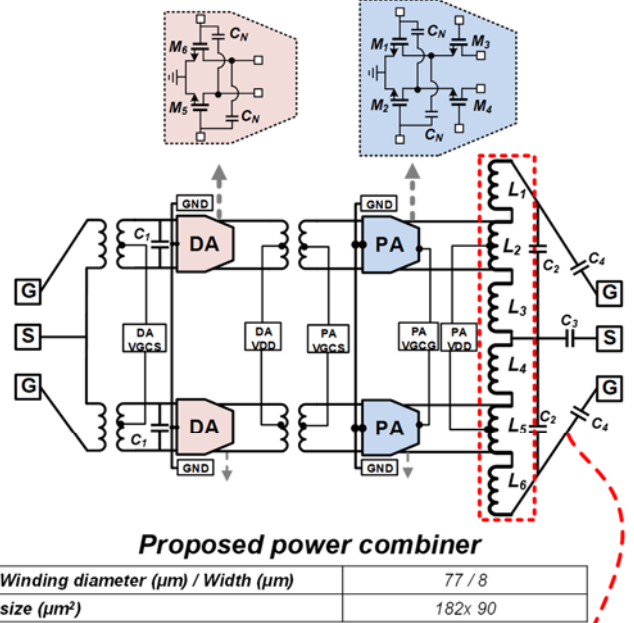 M6
CN
M5
CN
M1
CN
M3
M2
M4
CN
GND
GND
L1
C1
DA
PA
L2
C2
C4
G
G
L3
S
DA VGCS
DA VDD
PA VGCS
PA VGCG
PA VDD
C3
S
L4
G
G
C1
DA
PA
L5
C2
C4
GND
GND
L6
Proposed power combiner
Winding diameter (µm) / Width (µm) 77 / 8
size (µm²) 182x 90